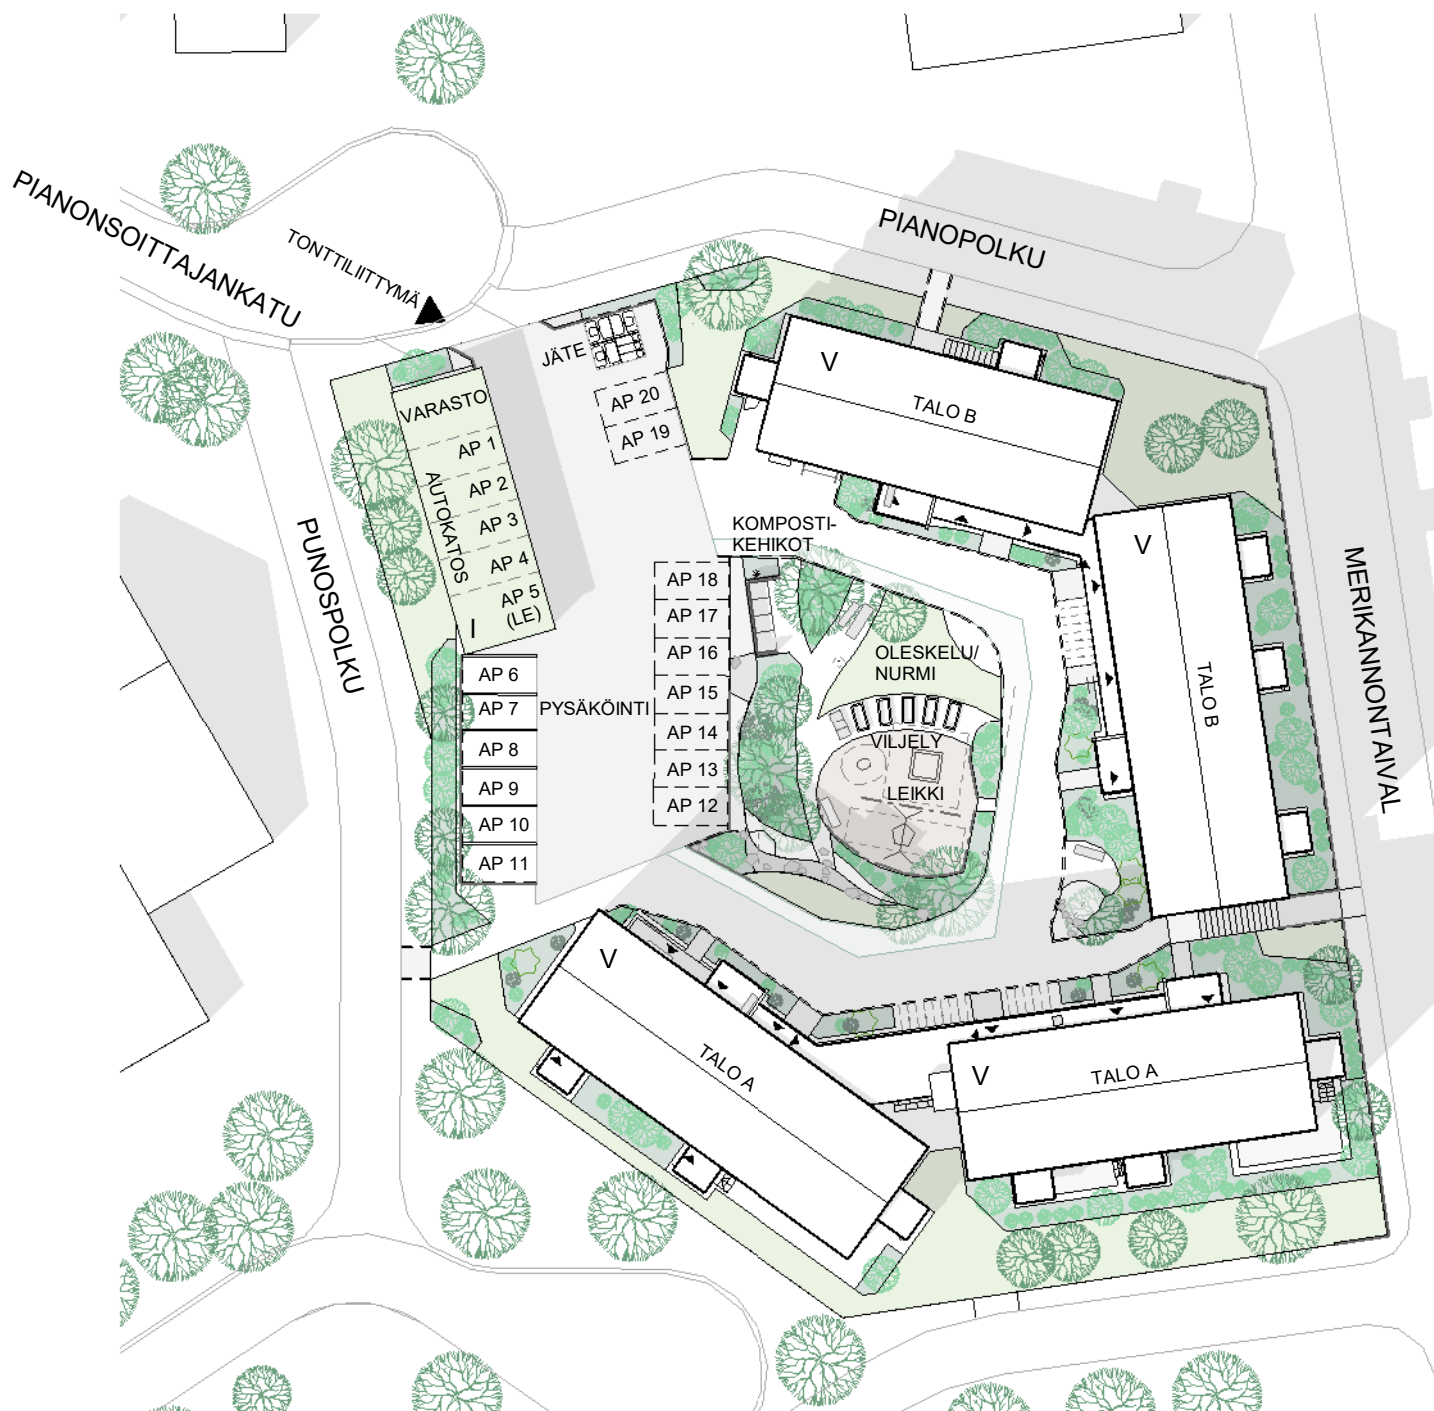 PIANONSOITTAJANKATU
TONTTILIITTYMÄ
PIANOPOLKU
JÄTE
V
TALO B
VARASTO
AP 20
AP 19
AP 1
AP 2
AP 3
AP 4
AP 5
(LE)
AUTOKATOS
I
PUNOSPOLKU
KOMPOSTI-
KEHIKOT
V
TALO B
MERIKANNONTAIVAL
AP 18
AP 17
AP 16
AP 15
AP 14
AP 13
AP 12
AP 6
AP 7
AP 8
AP 9
AP 10
AP 11
PYSÄKÖINTI
OLESKELU/
NURMI
VILJELY
LEIKKI
V
TALO A
V
TALO A